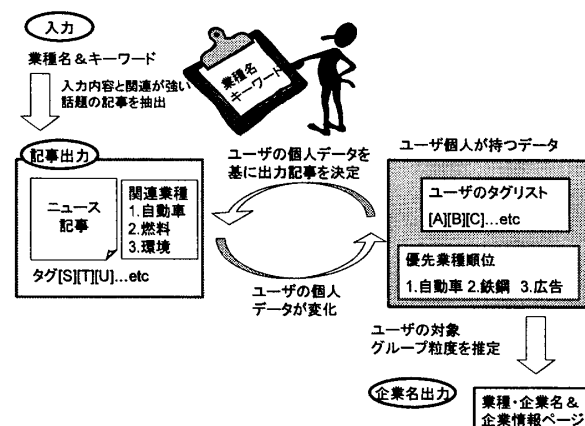 入力
業種名&キーワード
入力内容と関連が強い
話題の記事を抽出
業種名
キーワード
記事出力
ニュース
記事
関連業種
1.自動車
2.燃料
3.環境
タグ[S][T][U]...etc
ユーザの個人データを
基に出力記事を決定
ユーザの個人
データが変化
ユーザ個人が持つデータ
ユーザのタグリスト
[A][B][C]...etc
優先業種順位
1.自動車 2.鉄鋼 3.広告
ユーザの対象
グループ粒度を推定
企業名出力
業種・企業名&
企業情報ページ